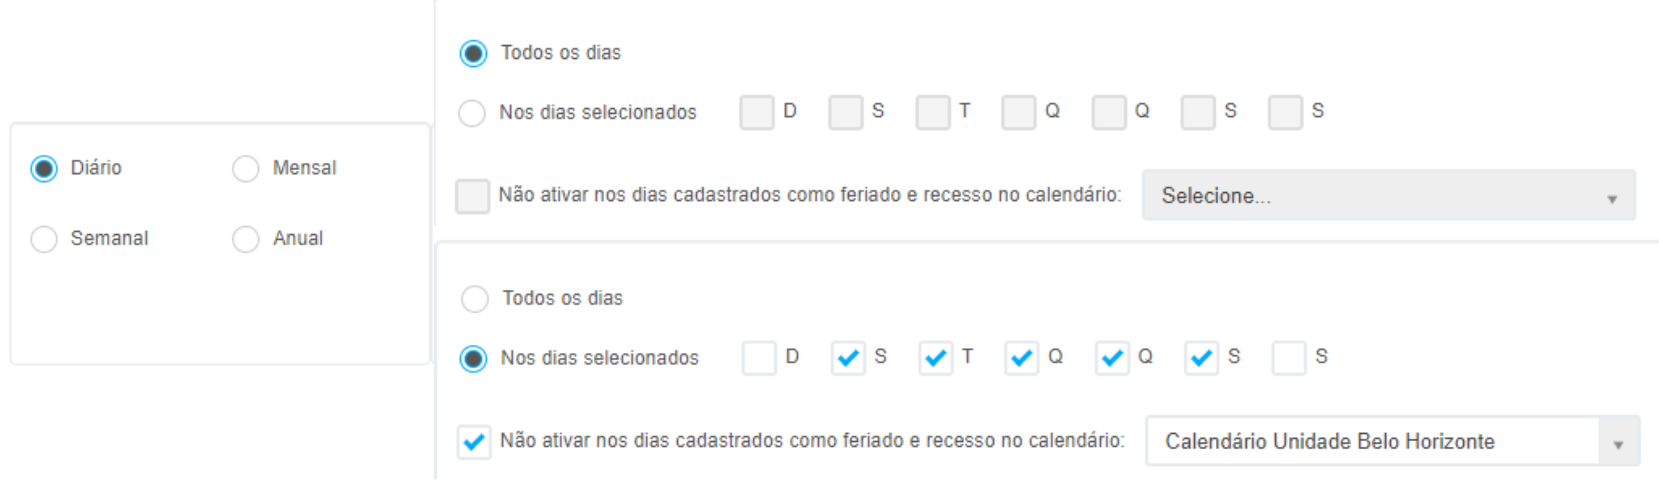 Diário
Mensal
Semanal
Anual
Todos os dias
Nos dias selecionados D S T Q Q S S
Não ativar nos dias cadastrados como feriado e recesso no calendário: Selecione...
Todos os dias
Nos dias selecionados D S T Q Q S S
Não ativar nos dias cadastrados como feriado e recesso no calendário: Calendário Unidade Belo Horizonte